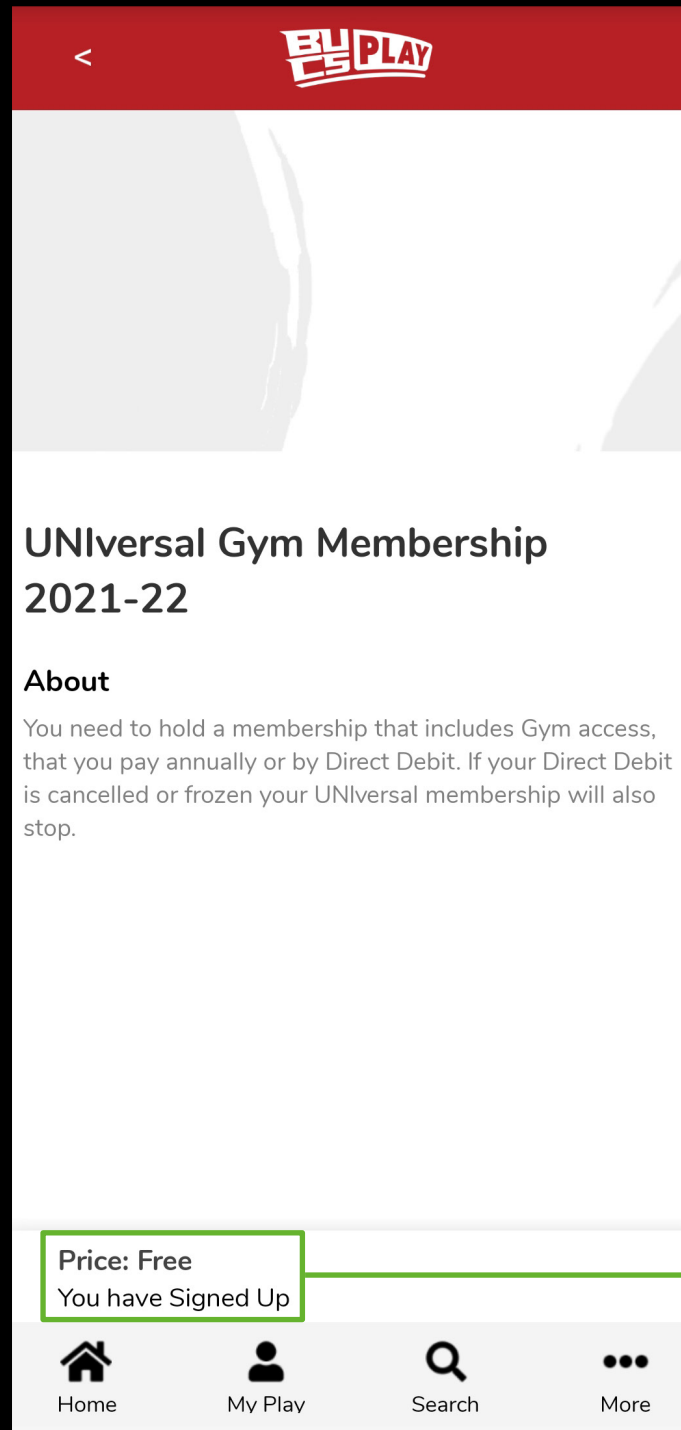 <
BUCS PLAY
UNIversal Gym Membership
2021-22
About
You need to hold a membership that includes Gym access,
that you pay annually or by Direct Debit. If your Direct Debit
is cancelled or frozen your UNIversal membership will also
stop.
Price: Free
You have Signed Up
Home My Play Search More